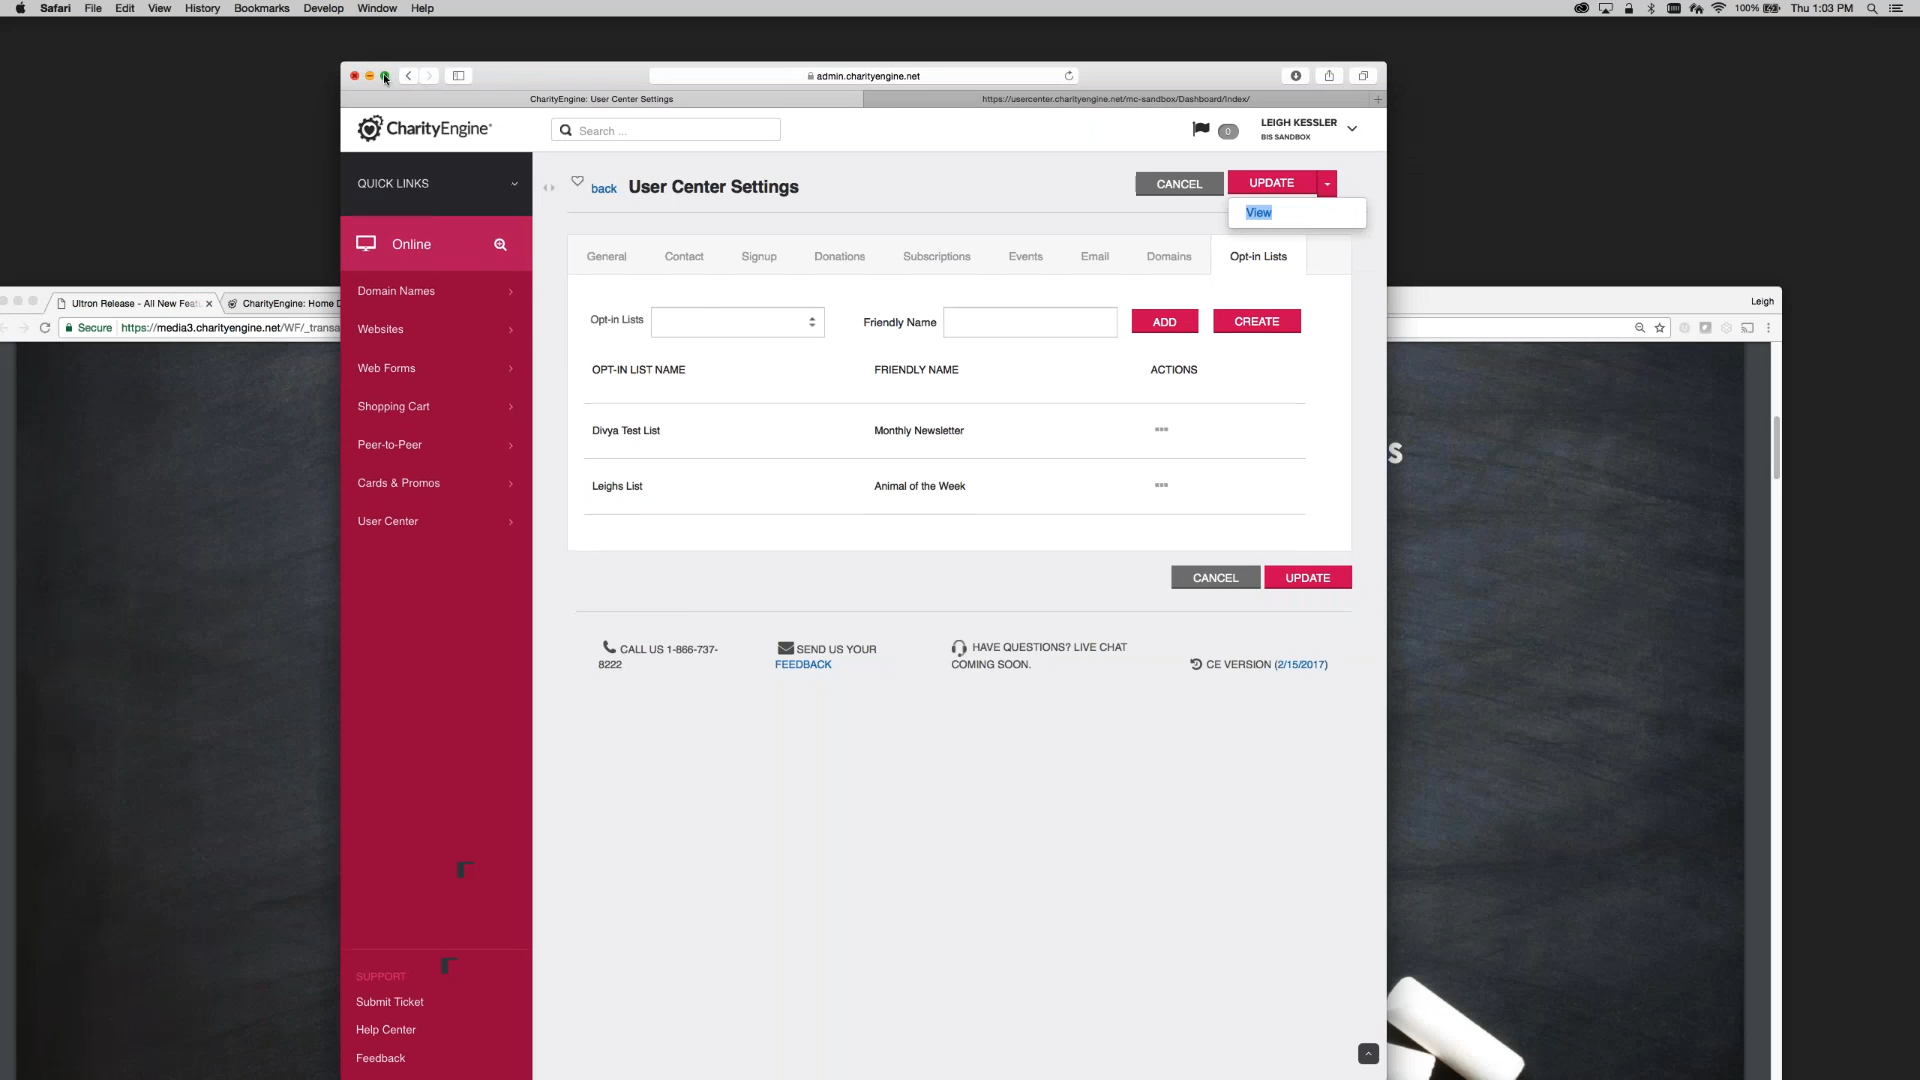 Safari File Edit View History Bookmarks Develop Window Help 100% Thu 1:03 PM
admin.charityengine.net
CharityEngine: User Center Settings https://usercenter.charityengine.net/mc-sandbox/Dashboard/Index/ +
CharityEngine Search ... 0 LEIGH KESSLER
BIS SANDBOX
QUICK LINKS
back User Center Settings CANCEL UPDATE
View
Online
General Contact Signup Donations Subscriptions Events Email Domains Opt-in Lists
Domain Names
Websites
Web Forms
Shopping Cart
Peer-to-Peer
Cards & Promos
User Center
Opt-in Lists Friendly Name ADD CREATE
OPT-IN LIST NAME FRIENDLY NAME ACTIONS
Divya Test List Monthly Newsletter
Leighs List Animal of the Week
CANCEL UPDATE
CALL US 1-866-737-
8222
SEND US YOUR
FEEDBACK
HAVE QUESTIONS? LIVE CHAT
COMING SOON.
CE VERSION (2/15/2017)
SUPPORT
Submit Ticket
Help Center
Feedback
Ultron Release - All New Feat × CharityEngine: Home D
Secure https://media3.charityengine.net/WF/_transa
Leigh
s